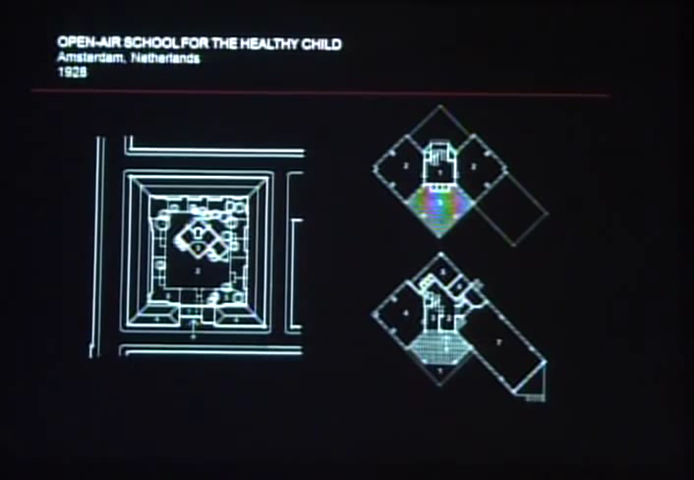 OPEN-AIR SCHOOL FOR THE HEALTHY CHILD
Amsterdam, Netherlands
1928